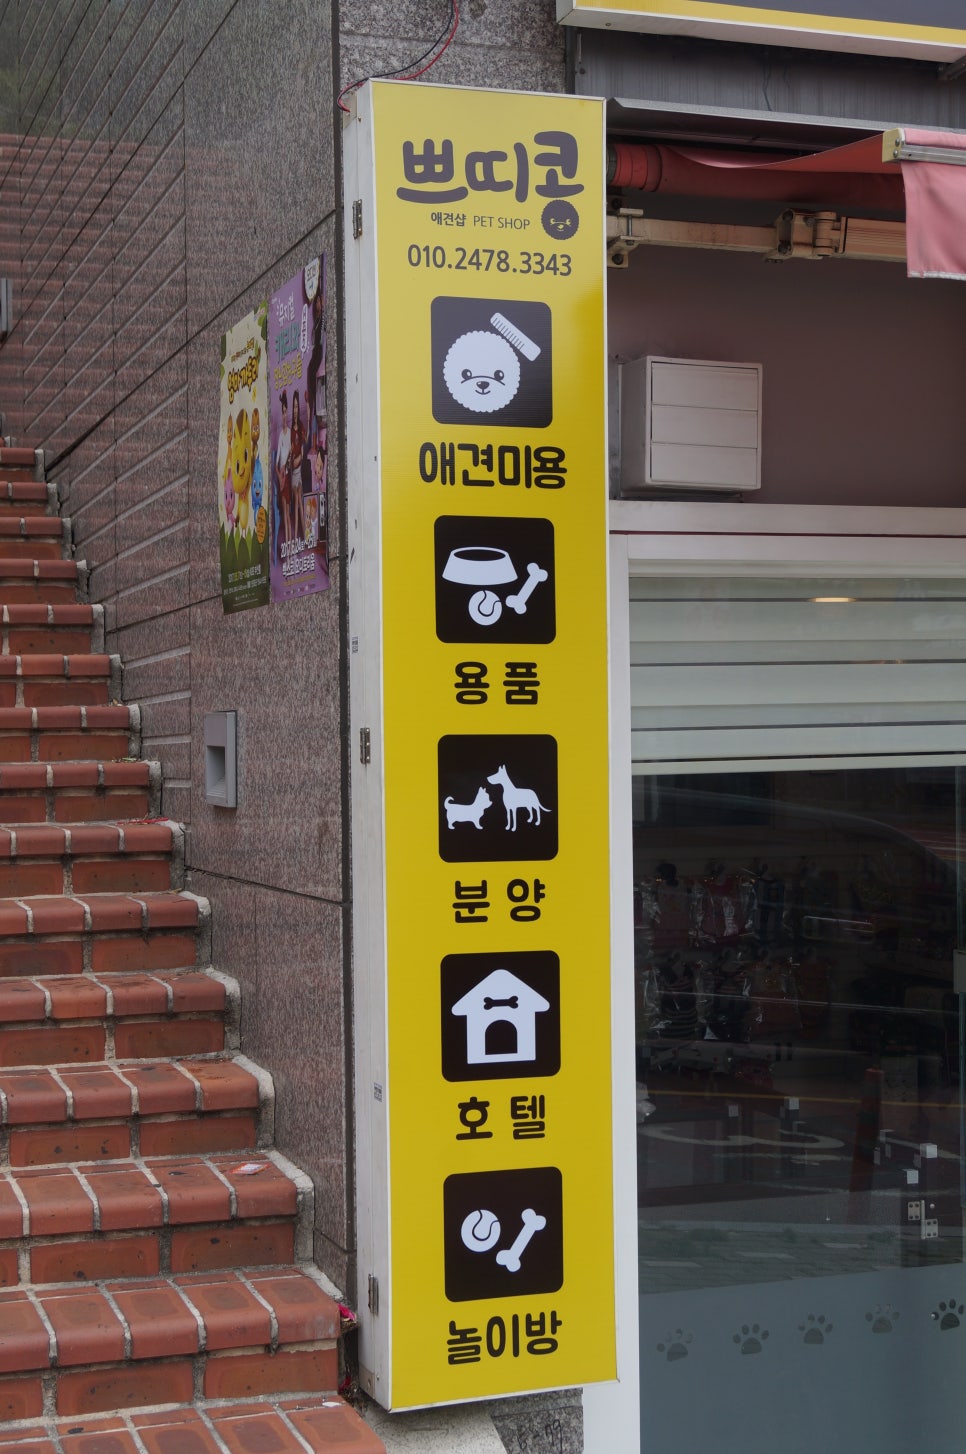 쁘띠콩
애견샵 PET SHOP
010.2478.3343
애견미용
용품
분양
호텔
놀이방